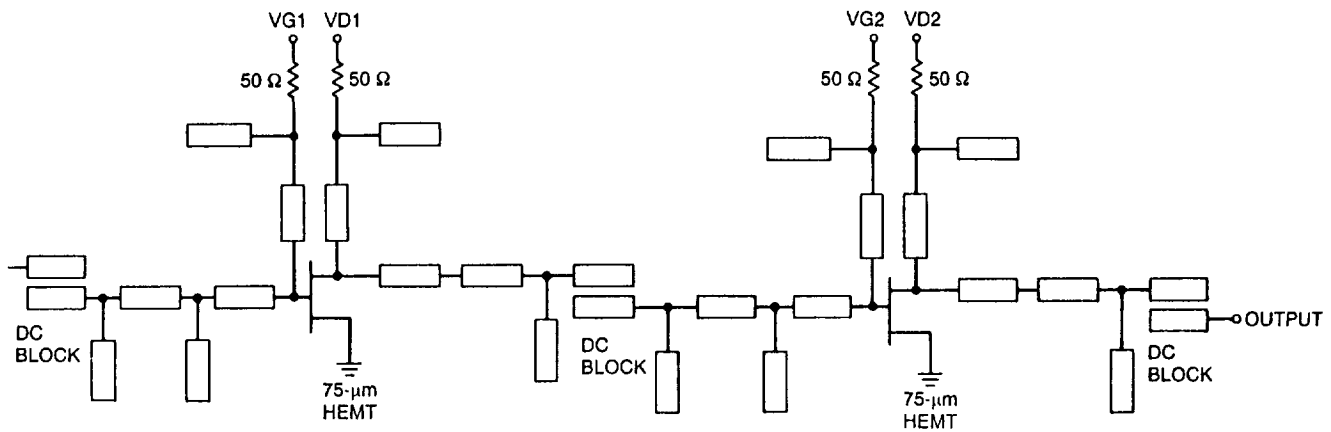 VG1 VD1
50 Ω 50 Ω
VG2 VD2
50 Ω 50 Ω
DC
BLOCK
75-μm
HEMT
DC
BLOCK
75-μm
HEMT
DC
BLOCK
OUTPUT